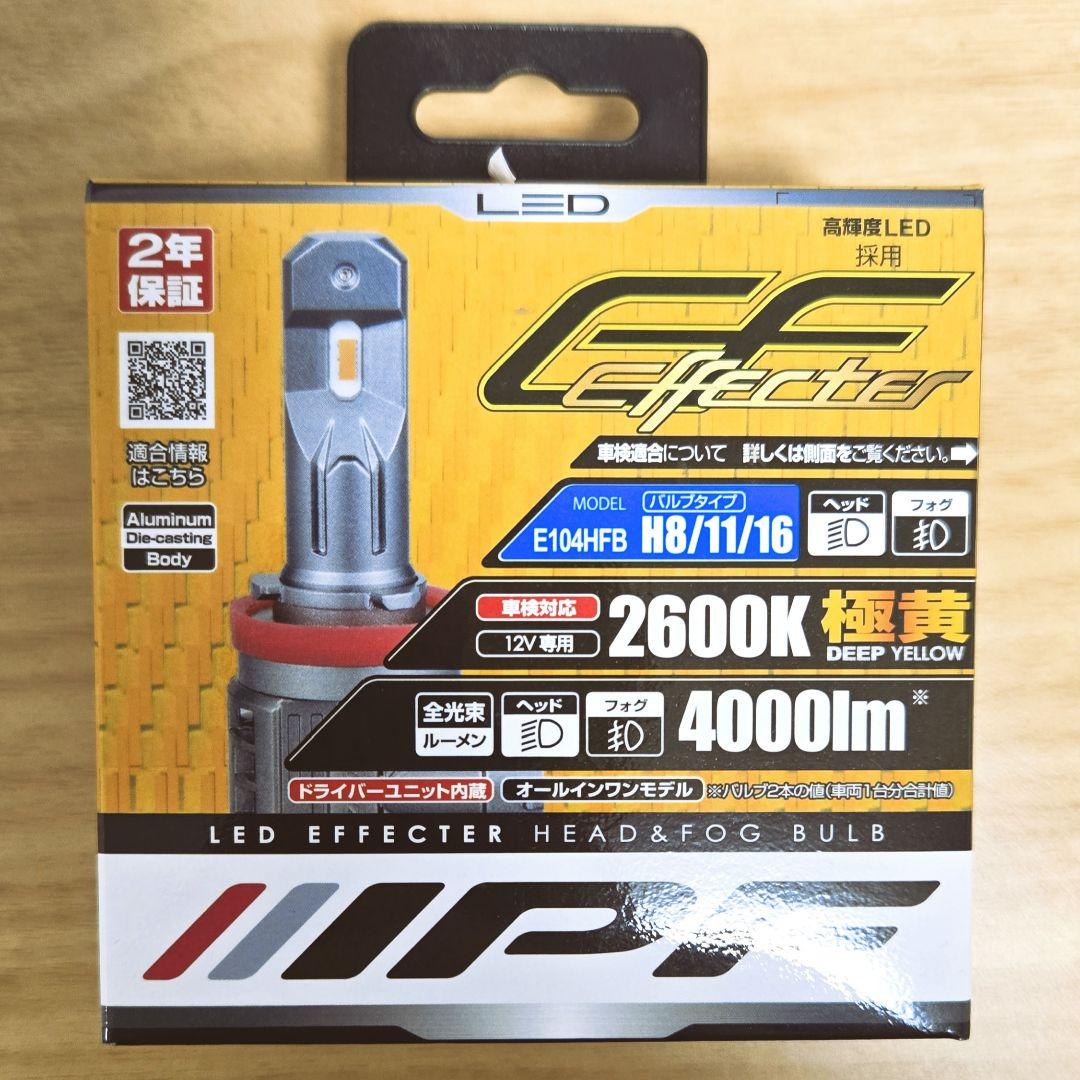 LED
2年
保証
高輝度LED
採用
Effecter
適合情報
はこちら
車検適合について 詳しくは側面をご覧ください。➡
Aluminum
Die-casting
Body
MODEL バルブタイプ
E104HFB H8/11/16
ヘッド フォグ
車検対応
12V専用
2600K 極黄
DEEP YELLOW
全光束
ルーメン
ヘッド フォグ
4000lm※
ドライバーユニット内蔵 オールインワンモデル ※バルブ2本の値(車両1台分合計値)
LED EFFECTER HEAD&FOG BULB
IPF